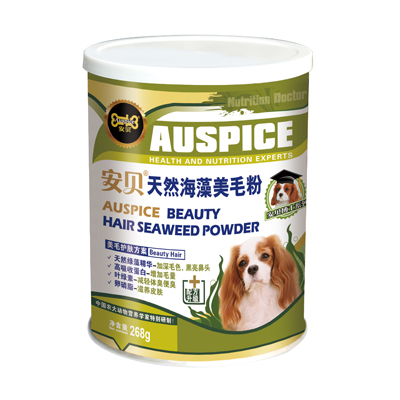 Nutrition Doctor
安贝
AUSPICE
HEALTH AND NUTRITION EXPERTS
安贝® 天然海藻美毛粉
AUSPICE BEAUTY
HAIR SEAWEED POWDER
美毛护肤方案 Beauty Hair
✓ 天然绿藻精华-加深毛色,黑亮鼻头
✓ 高吸收蛋白-增加毛量
✓ 叶绿素-减轻体臭便臭
✓ 卵磷脂-滋养皮肤
中国农大动物营养学家特别研制!
净含量 268g